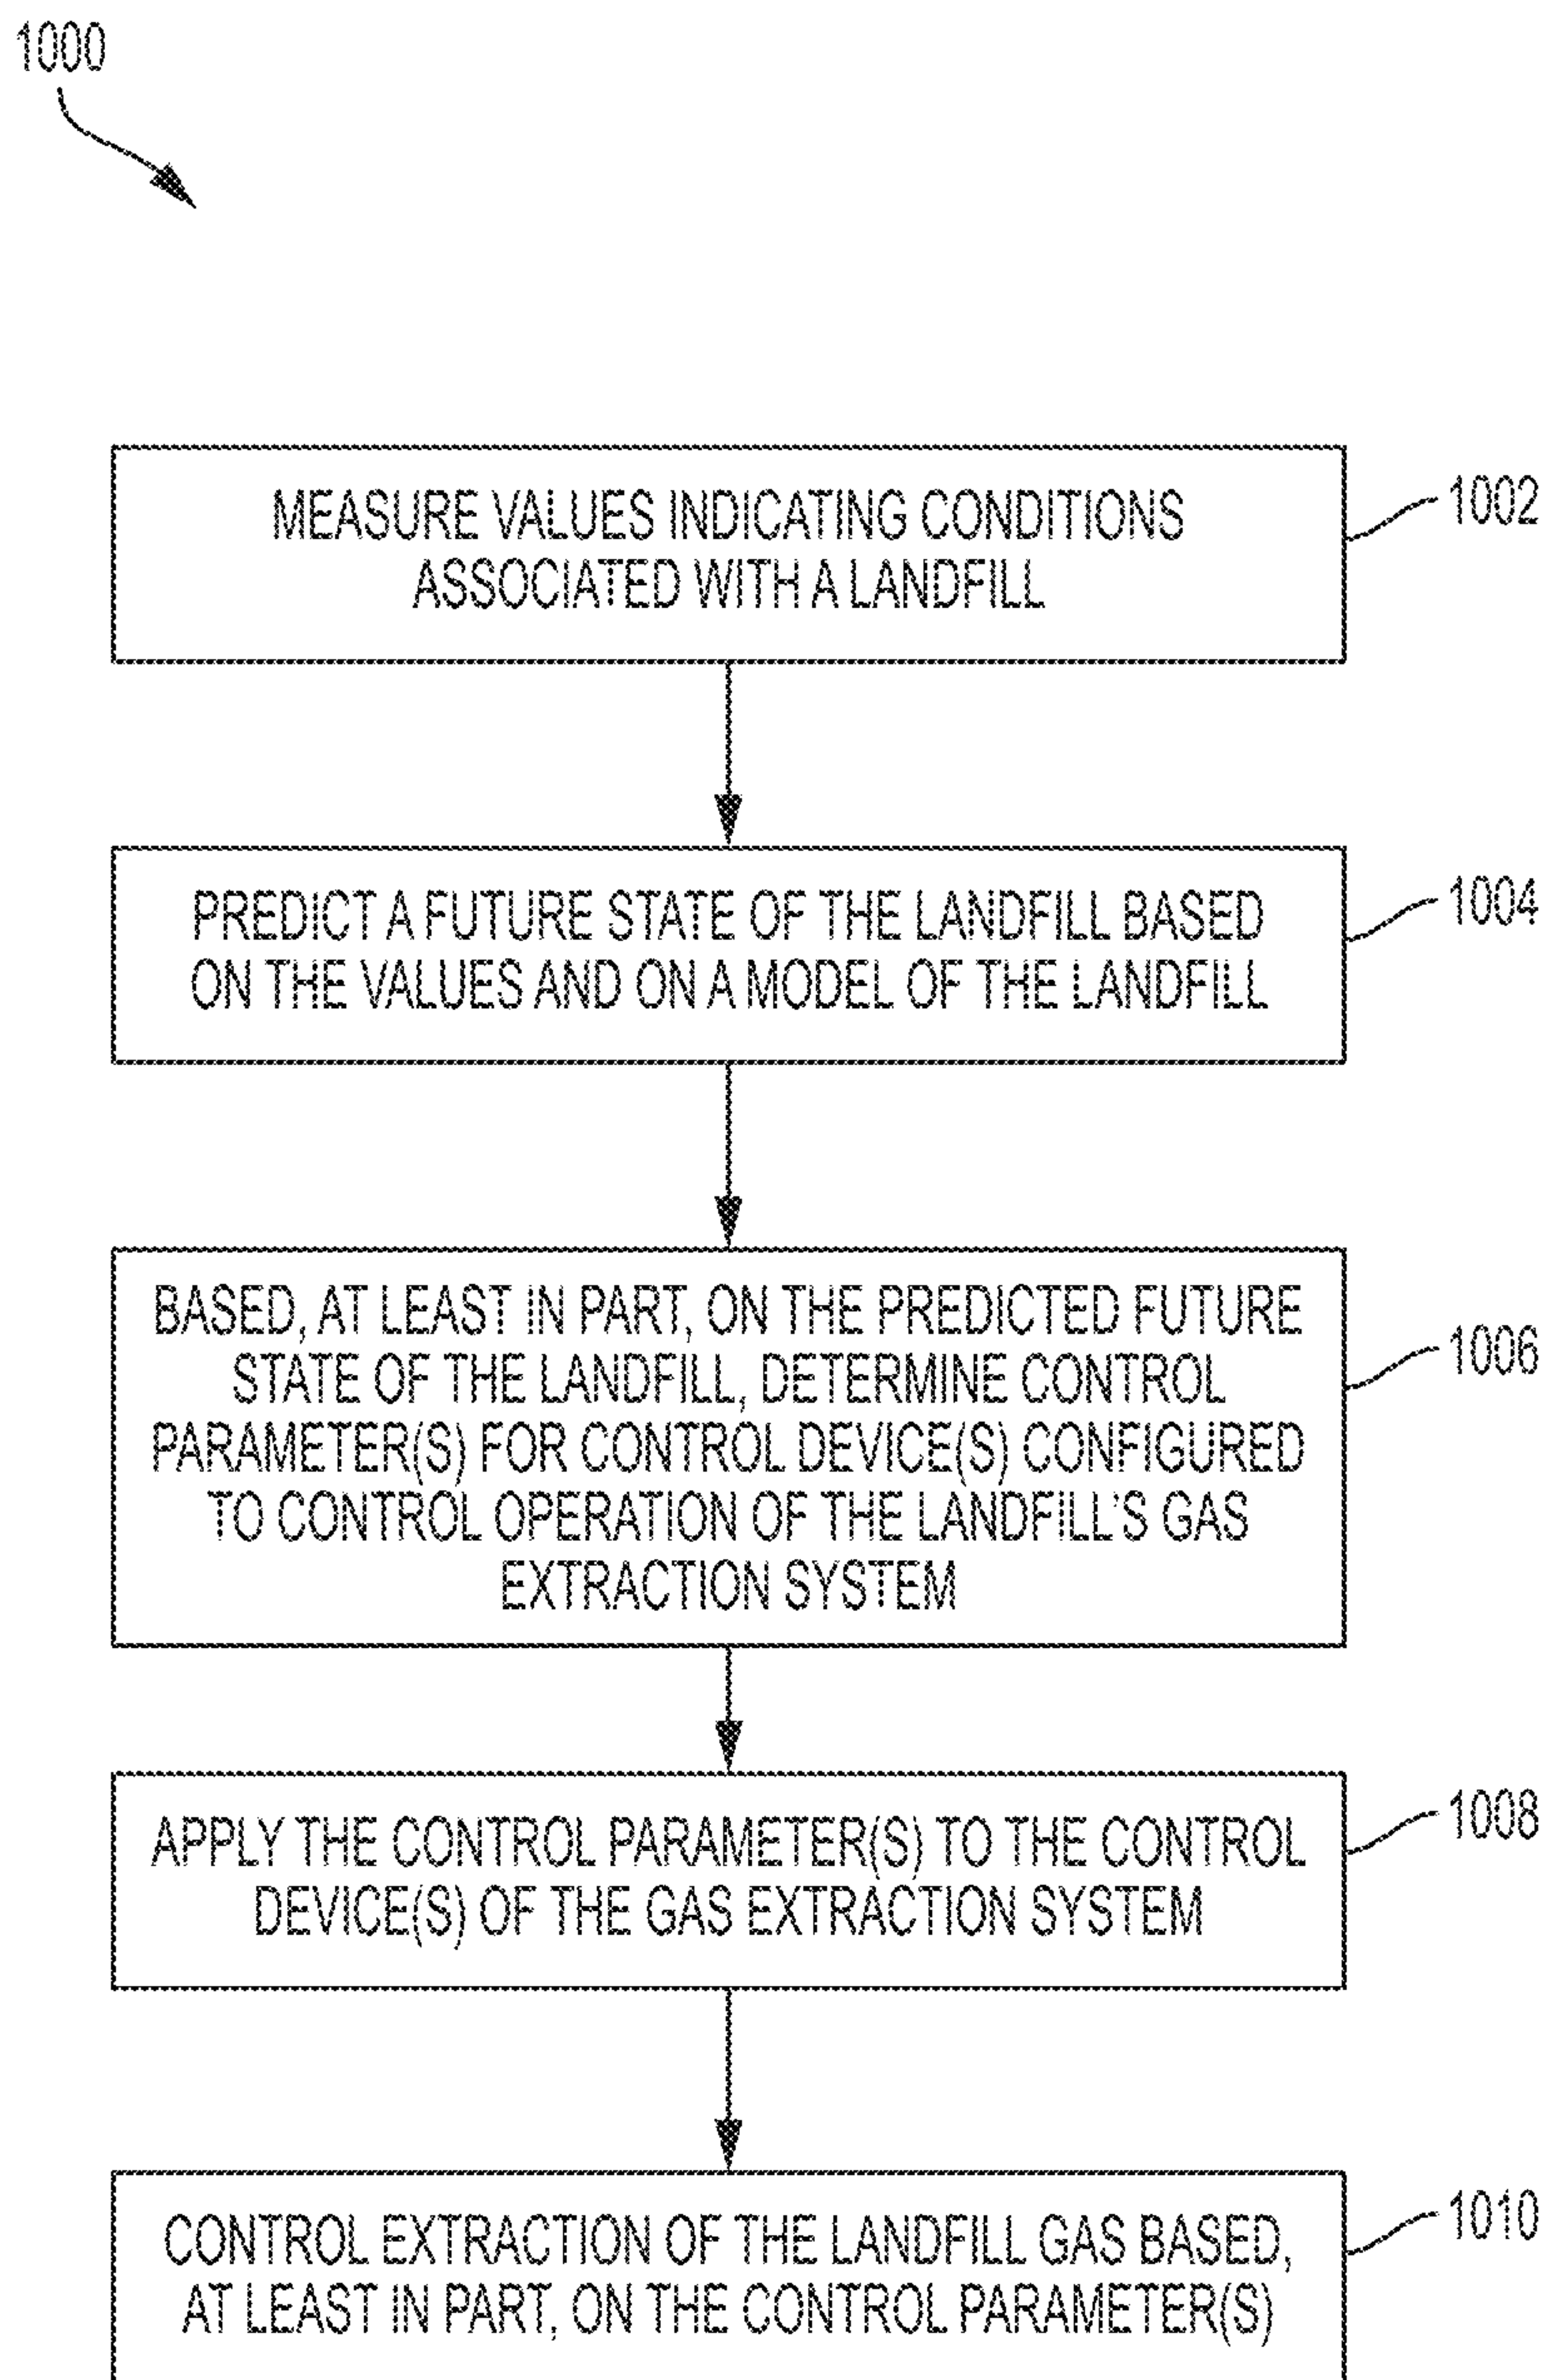 1000
MEASURE VALUES INDICATING CONDITIONS
ASSOCIATED WITH A LANDFILL
1002
PREDICT A FUTURE STATE OF THE LANDFILL BASED
ON THE VALUES AND ON A MODEL OF THE LANDFILL
1004
BASED, AT LEAST IN PART, ON THE PREDICTED FUTURE
STATE OF THE LANDFILL, DETERMINE CONTROL
PARAMETER(S) FOR CONTROL DEVICE(S) CONFIGURED
TO CONTROL OPERATION OF THE LANDFILL'S GAS
EXTRACTION SYSTEM
1006
APPLY THE CONTROL PARAMETER(S) TO THE CONTROL
DEVICE(S) OF THE GAS EXTRACTION SYSTEM
1008
CONTROL EXTRACTION OF THE LANDFILL GAS BASED,
AT LEAST IN PART, ON THE CONTROL PARAMETER(S)
1010